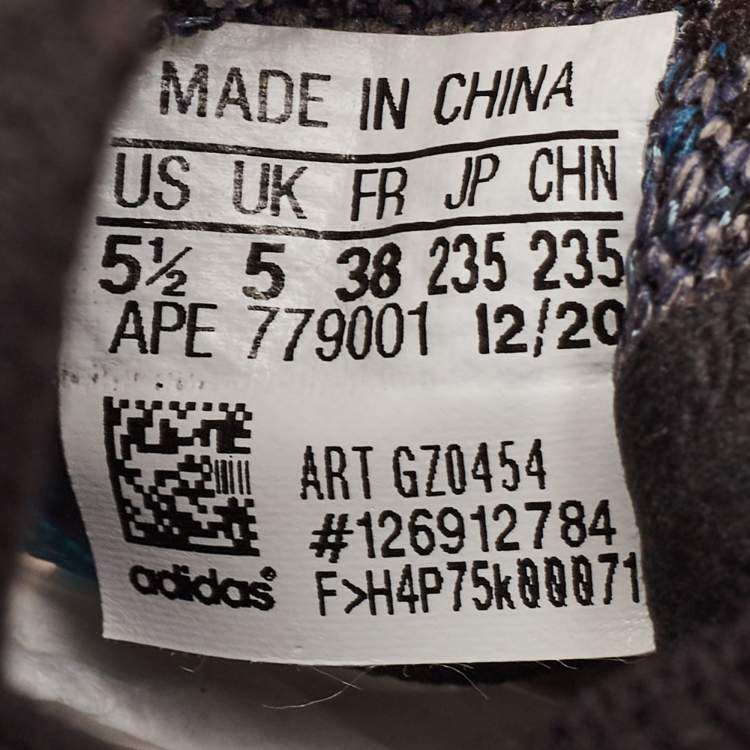 MADE IN CHINA
US UK FR JP CHN
5½ 5 38 235 235
APE 779001 12/20
ART GZ0454
#126912784
adidas®
F>H4P75k000071